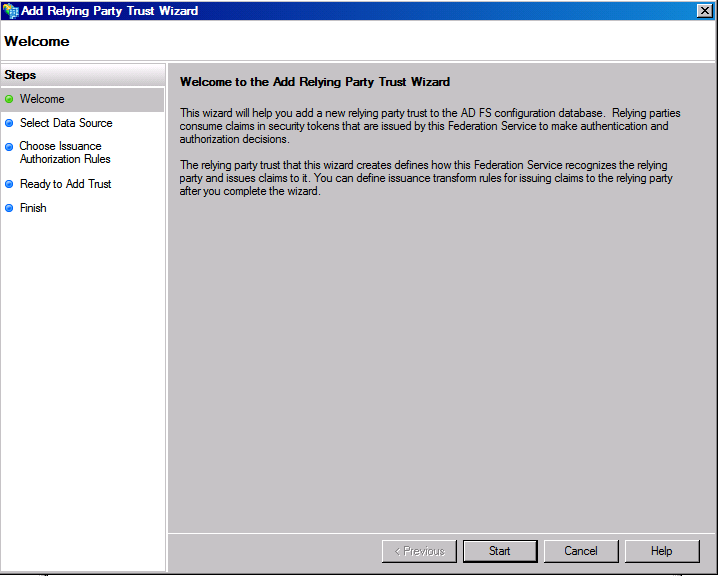 Add Relying Party Trust Wizard
Welcome
Steps
Welcome
Select Data Source
Choose Issuance
Authorization Rules
Ready to Add Trust
Finish
Welcome to the Add Relying Party Trust Wizard
This wizard will help you add a new relying party trust to the AD FS configuration database. Relying parties
consume claims in security tokens that are issued by this Federation Service to make authentication and
authorization decisions.
The relying party trust that this wizard creates defines how this Federation Service recognizes the relying
party and issues claims to it. You can define issuance transform rules for issuing claims to the relying party
after you complete the wizard.
< Previous
Start
Cancel
Help